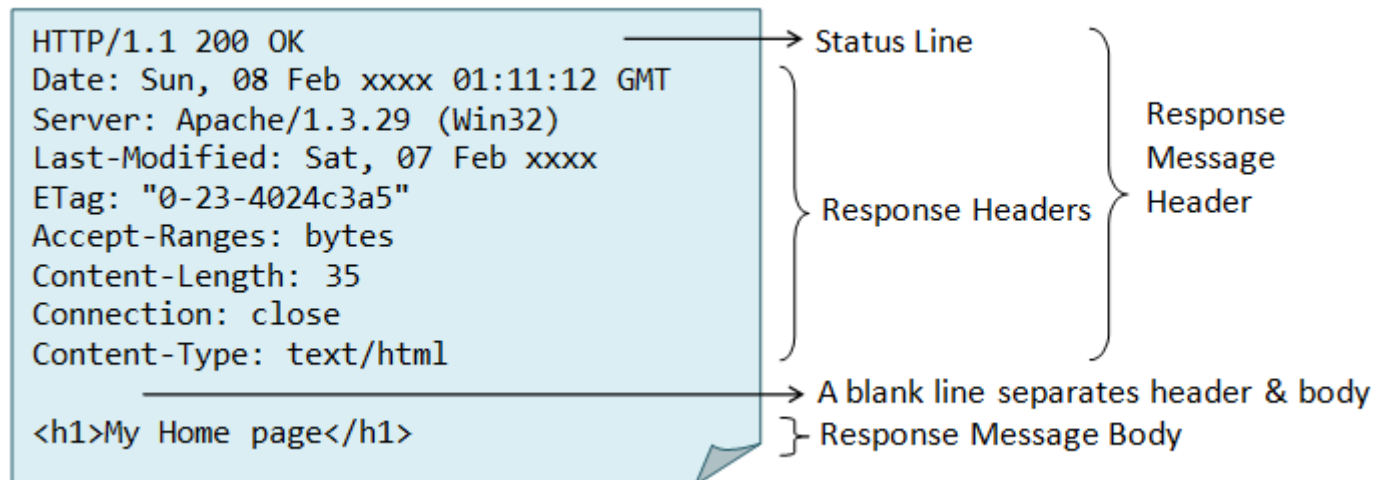 HTTP/1.1 200 OK
Date: Sun, 08 Feb xxxx 01:11:12 GMT
Server: Apache/1.3.29 (Win32)
Last-Modified: Sat, 07 Feb xxxx
ETag: "0-23-4024c3a5"
Accept-Ranges: bytes
Content-Length: 35
Connection: close
Content-Type: text/html
<h1>My Home page</h1>
Status Line
Response Headers
Response
Message
Header
A blank line separates header & body
Response Message Body